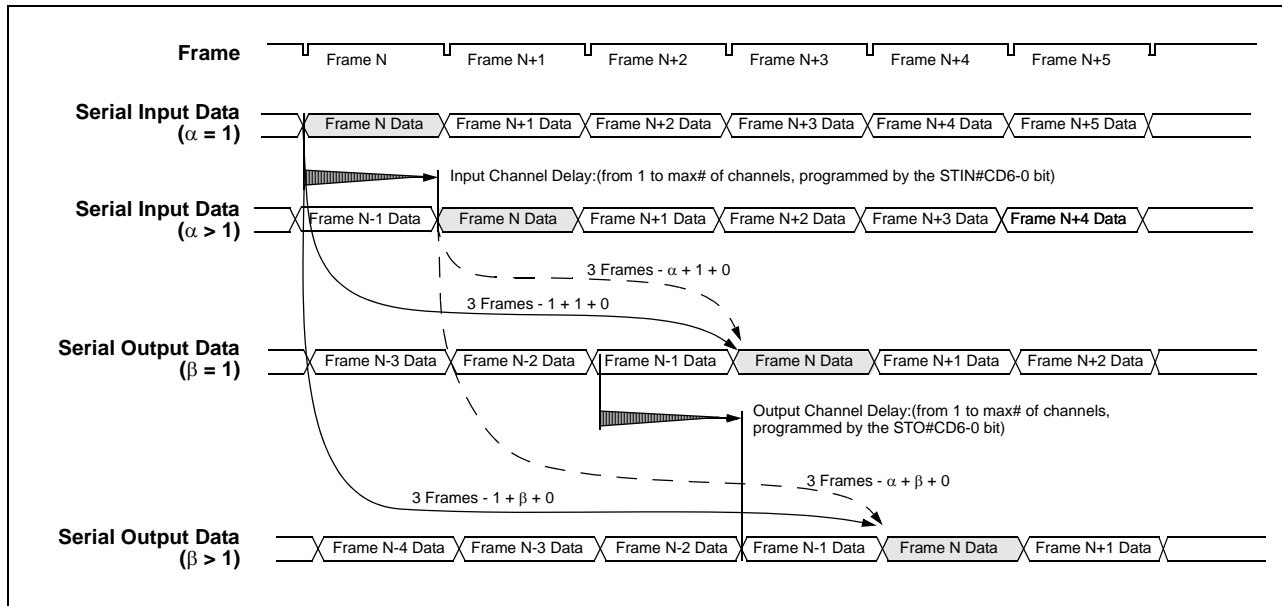 Frame
Frame N Frame N+1 Frame N+2 Frame N+3 Frame N+4 Frame N+5
Serial Input Data
(α = 1)
Frame N Data Frame N+1 Data Frame N+2 Data Frame N+3 Data Frame N+4 Data Frame N+5 Data
Input Channel Delay:(from 1 to max# of channels, programmed by the STIN#CD6-0 bit)
Serial Input Data
(α > 1)
Frame N-1 Data Frame N Data Frame N+1 Data Frame N+2 Data Frame N+3 Data Frame N+4 Data
3 Frames - α + 1 + 0
3 Frames - 1 + 1 + 0
Serial Output Data
(β = 1)
Frame N-3 Data Frame N-2 Data Frame N-1 Data Frame N Data Frame N+1 Data Frame N+2 Data
Output Channel Delay:(from 1 to max# of channels,
programmed by the STO#CD6-0 bit)
3 Frames - 1 + β + 0
3 Frames - α + β + 0
Serial Output Data
(β > 1)
Frame N-4 Data Frame N-3 Data Frame N-2 Data Frame N-1 Data Frame N Data Frame N+1 Data